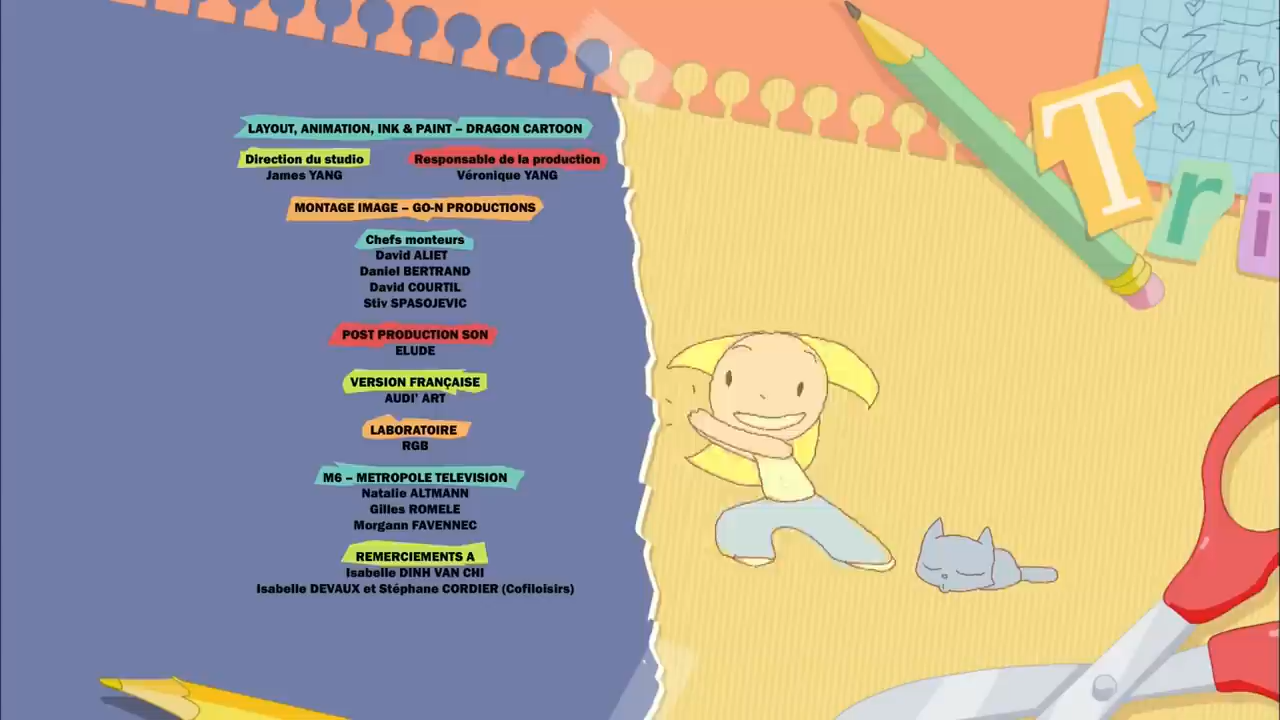 LAYOUT, ANIMATION, INK & PAINT – DRAGON CARTOON
Direction du studio
James YANG
Responsable de la production
Véronique YANG
MONTAGE IMAGE – GO-N PRODUCTIONS
Chefs monteurs
David ALIET
Daniel BERTRAND
David COURTIL
Stiv SPASOJEVIC
POST PRODUCTION SON
ELUDE
VERSION FRANÇAISE
AUDI' ART
LABORATOIRE
RGB
M6 – METROPOLE TELEVISION
Natalie ALTMANN
Gilles ROMELE
Morgann FAVENNEC
REMERCIEMENTS A
Isabelle DINH VAN CHI
Isabelle DEVAUX et Stéphane CORDIER (Cofiloisirs)
Tri